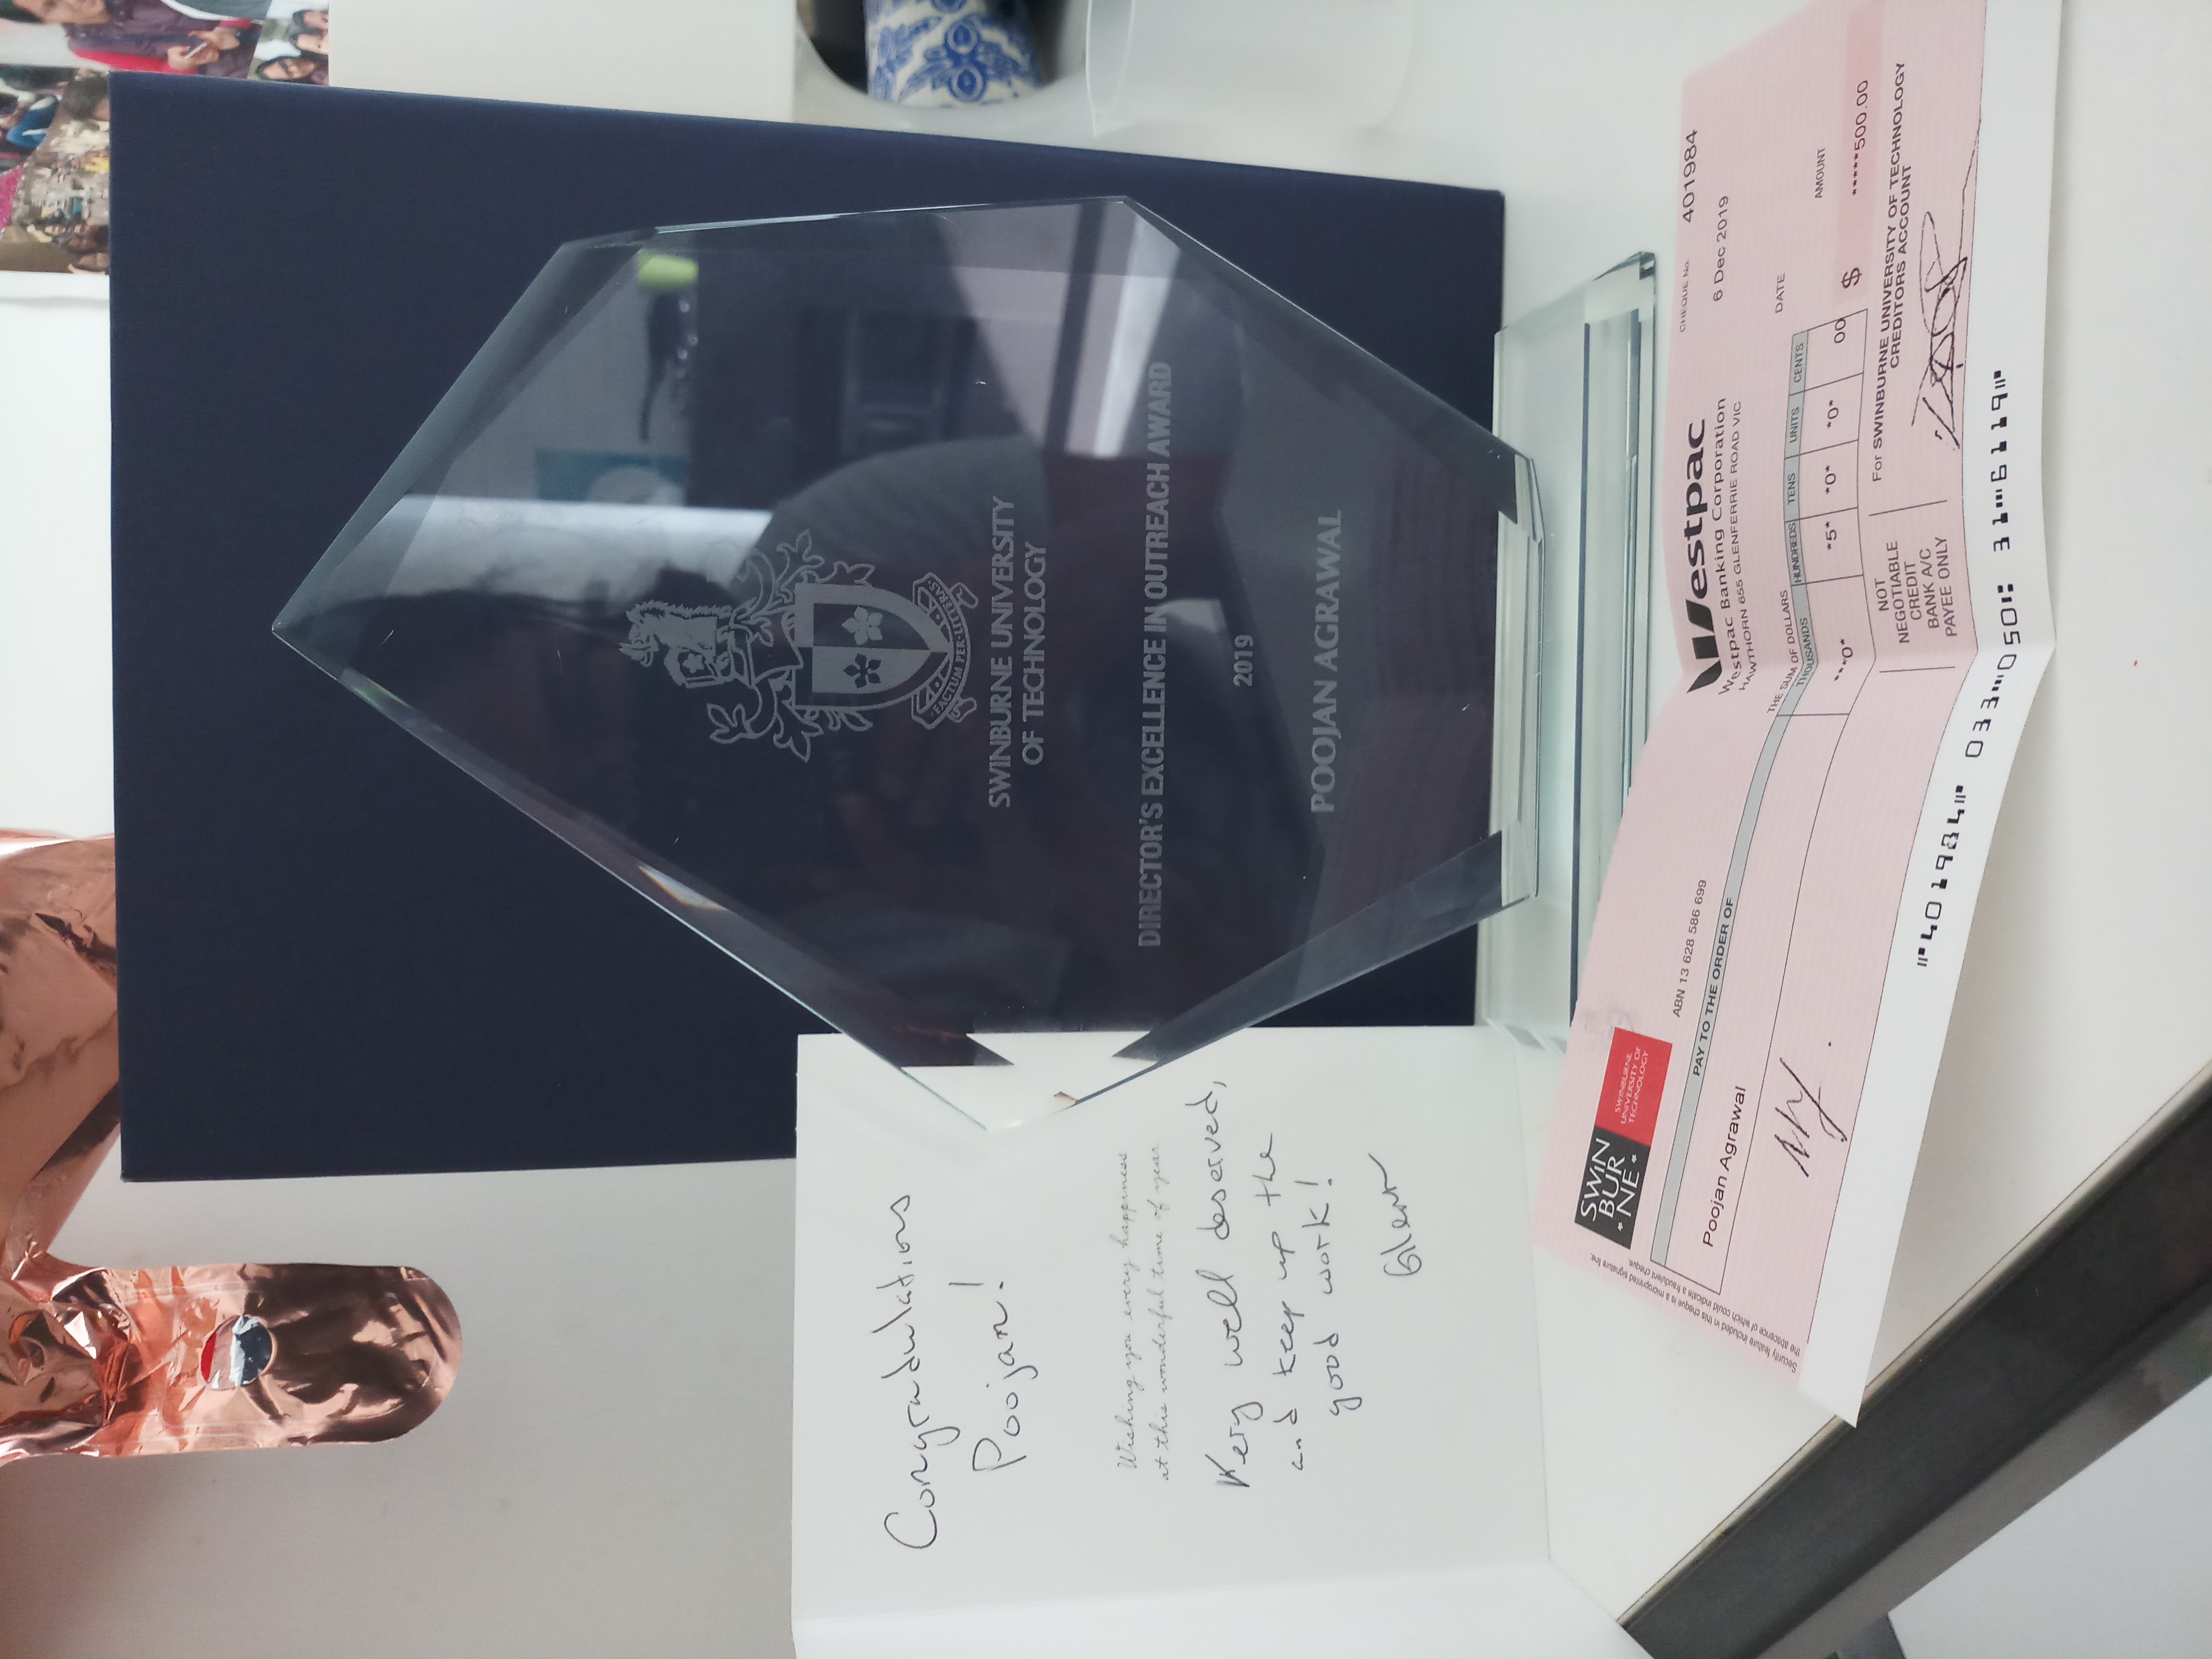 Congradulations
Poojan!
Wishing you every happiness
at this wonderful time of year
Very well deserved,
and keep up the
good work!
Glenn
FACTUM PER·LITTERAS
SWINBURNE UNIVERSITY
OF TECHNOLOGY
DIRECTOR'S EXCELLENCE IN OUTREACH AWARD
2019
POOJAN AGRAWAL
Security feature included in this cheque is a microprinted signature line,
the abscence of which could indicate a fraudulent cheque.
SWIN
BUR
* NE *
SWINBURNE
UNIVERSITY OF
TECHNOLOGY
ABN 13 628 586 699
PAY TO THE ORDER OF
Poojan Agrawal
Westpac
Westpac Banking Corporation
HAWTHORN 655 GLENFERRIE ROAD VIC
CHEQUE No. 401984
6 Dec 2019
DATE
THE SUM OF DOLLARS
THOUSANDS HUNDREDS TENS UNITS CENTS
***0* *5* *0* *0* 00
AMOUNT
$ *****500.00
NOT
NEGOTIABLE
CREDIT
BANK A/C
PAYEE ONLY
For SWINBURNE UNIVERSITY OF TECHNOLOGY
CREDITORS ACCOUNT
⑈401984⑈ 033⑉050⑆ 31⑉6119⑈